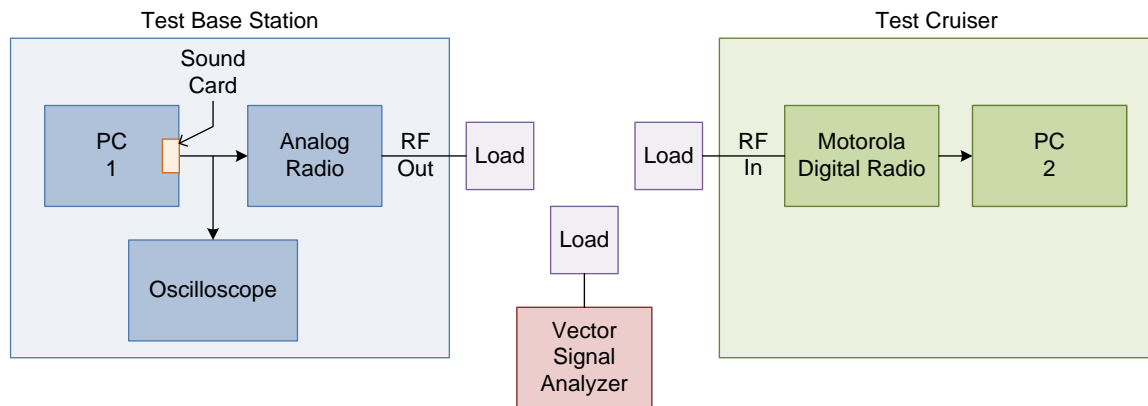 Test Base Station
Test Cruiser
Sound
Card
PC
1
Analog
Radio
RF
Out
Load
Load
RF
In
Motorola
Digital Radio
PC
2
Load
Oscilloscope
Vector
Signal
Analyzer